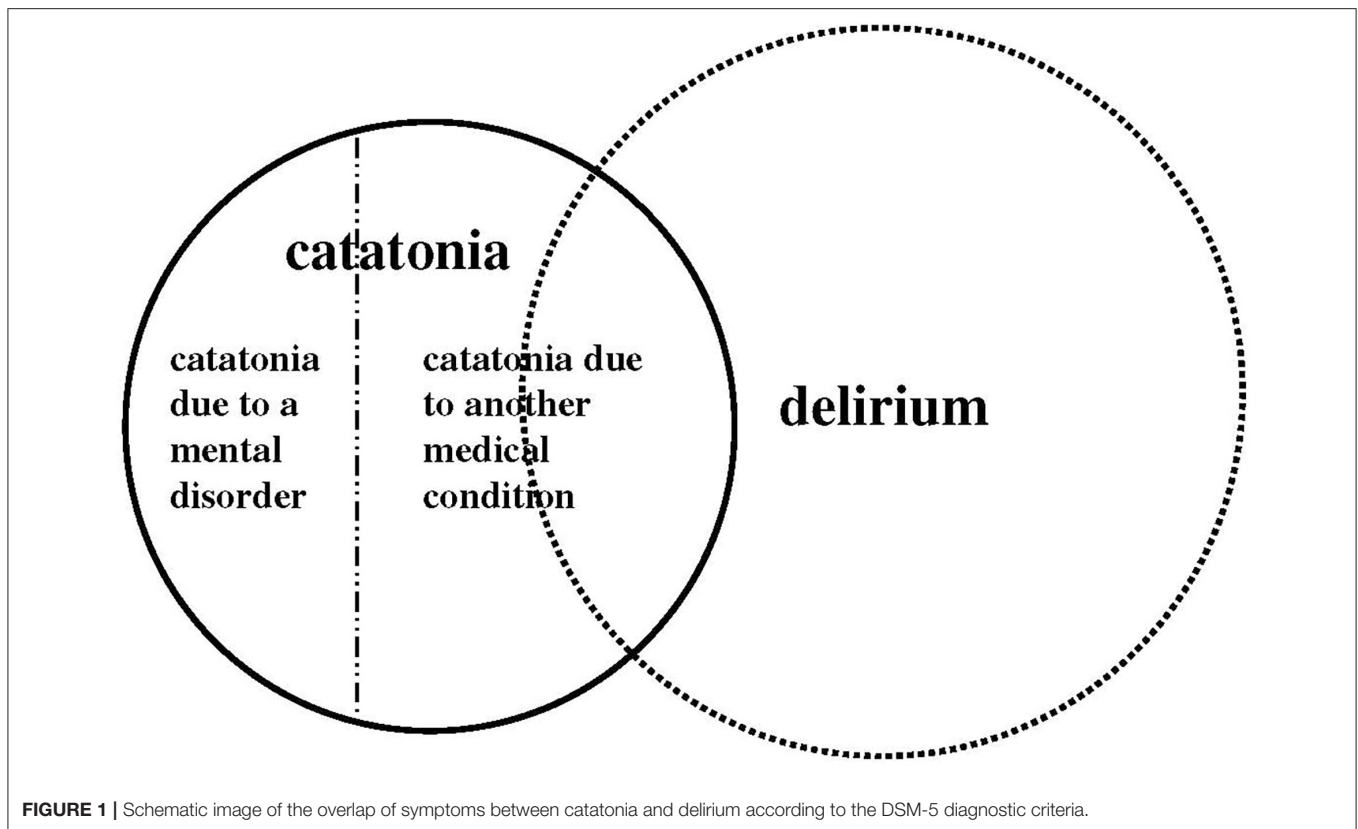 catatonia
catatonia
due to a
mental
disorder
catatonia due
to another
medical
condition
delirium
FIGURE 1 | Schematic image of the overlap of symptoms between catatonia and delirium according to the DSM-5 diagnostic criteria.